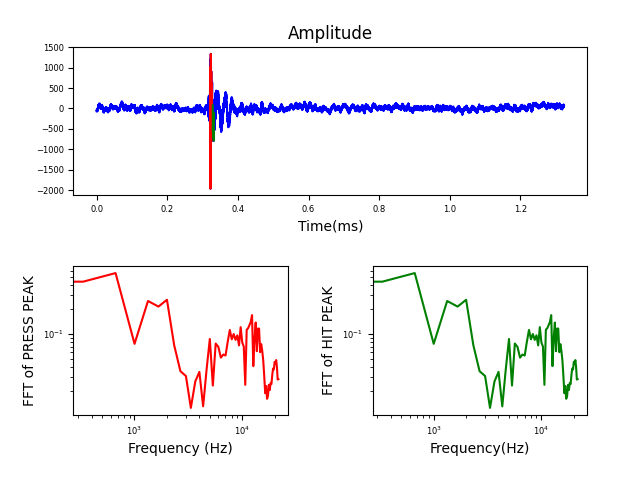 Amplitude
1500
1000
500
0
−500
−1000
−1500
−2000
0.0 0.2 0.4 0.6 0.8 1.0 1.2
Time(ms)
FFT of PRESS PEAK
10⁻¹
10³ 10⁴
Frequency (Hz)
FFT of HIT PEAK
10⁻¹
10³ 10⁴
Frequency(Hz)